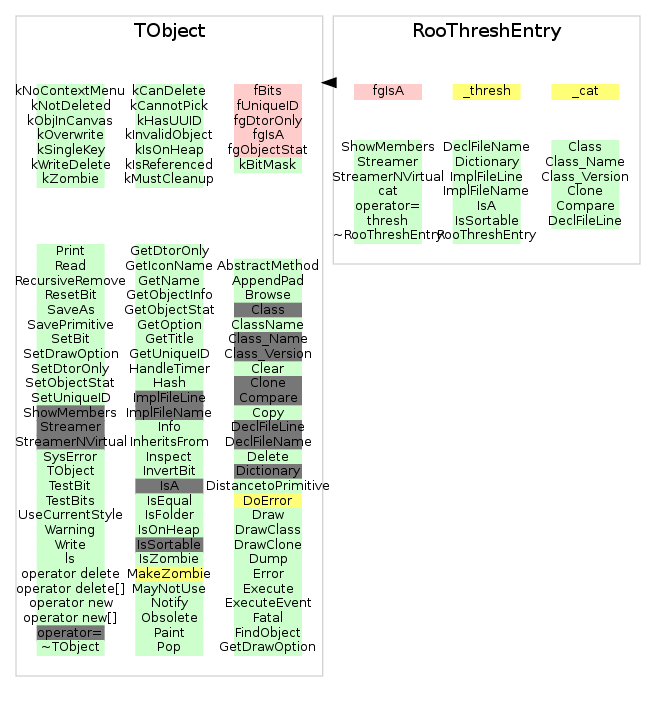 TObject
kNoContextMenu
kNotDeleted
kObjInCanvas
kOverwrite
kSingleKey
kWriteDelete
kZombie
kCanDelete
kCannotPick
kHasUUID
kInvalidObject
kIsOnHeap
kIsReferenced
kMustCleanup
fBits
fUniqueID
fgDtorOnly
fgIsA
fgObjectStat
kBitMask
Print
Read
RecursiveRemove
ResetBit
SaveAs
SavePrimitive
SetBit
SetDrawOption
SetDtorOnly
SetObjectStat
SetUniqueID
ShowMembers
Streamer
StreamerNVirtual
SysError
TObject
TestBit
TestBits
UseCurrentStyle
Warning
Write
ls
operator delete
operator delete[]
operator new
operator new[]
operator=
~TObject
GetDtorOnly
GetIconName
GetName
GetObjectInfo
GetObjectStat
GetOption
GetTitle
GetUniqueID
HandleTimer
Hash
ImplFileLine
ImplFileName
Info
InheritsFrom
Inspect
InvertBit
IsA
IsEqual
IsFolder
IsOnHeap
IsSortable
IsZombie
MakeZombie
MayNotUse
Notify
Obsolete
Paint
Pop
AbstractMethod
AppendPad
Browse
Class
ClassName
Class_Name
Class_Version
Clear
Clone
Compare
Copy
DeclFileLine
DeclFileName
Delete
Dictionary
DistancetoPrimitive
DoError
Draw
DrawClass
DrawClone
Dump
Error
Execute
ExecuteEvent
Fatal
FindObject
GetDrawOption
RooThreshEntry
fgIsA
_thresh
_cat
ShowMembers
Streamer
StreamerNVirtual
cat
operator=
thresh
~RooThreshEntry
DeclFileName
Dictionary
ImplFileLine
ImplFileName
IsA
IsSortable
RooThreshEntry
Class
Class_Name
Class_Version
Clone
Compare
DeclFileLine